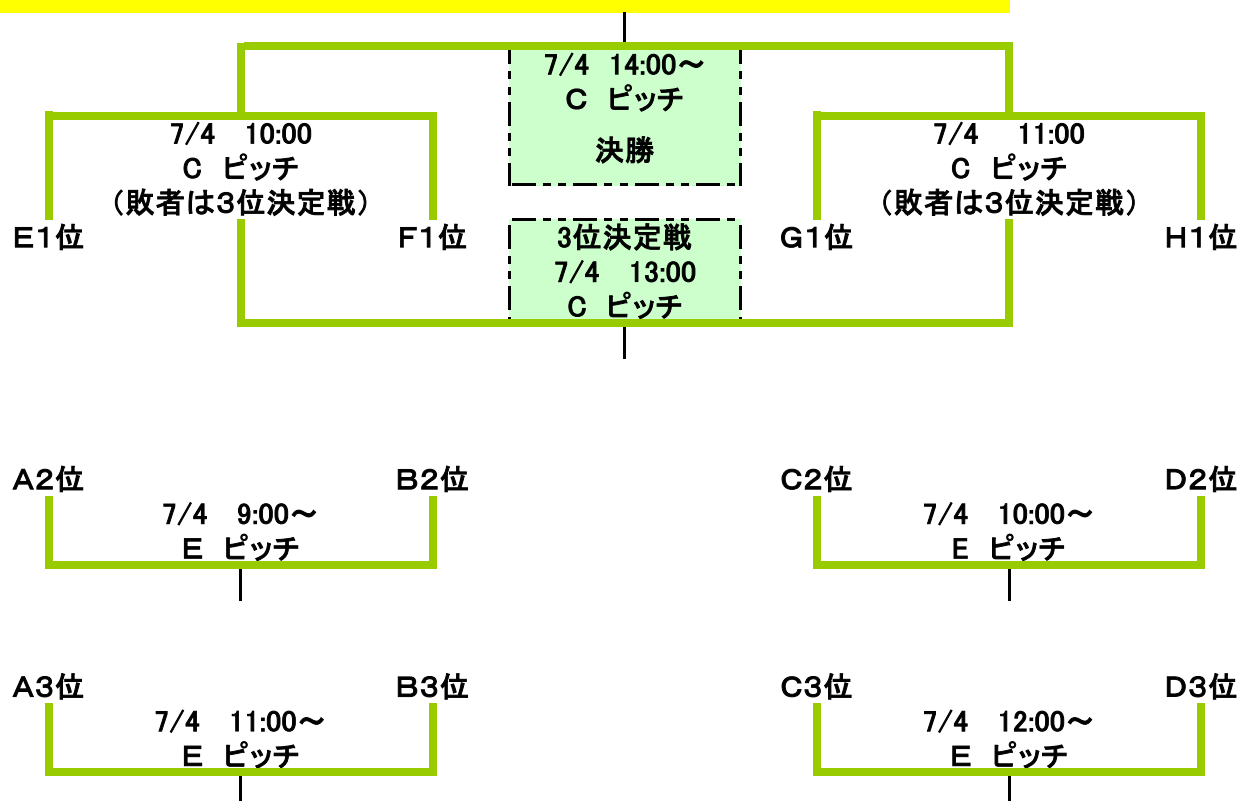 7/4　14:00～
C　ピッチ
決勝
7/4　10:00
C　ピッチ
（敗者は3位決定戦）
E1位
F1位
7/4　11:00
C　ピッチ
（敗者は3位決定戦）
G1位
H1位
3位決定戦
7/4　13:00
C　ピッチ
A2位
B2位
7/4　9:00～
E　ピッチ
C2位
D2位
7/4　10:00～
E　ピッチ
A3位
B3位
7/4　11:00～
E　ピッチ
C3位
D3位
7/4　12:00～
E　ピッチ